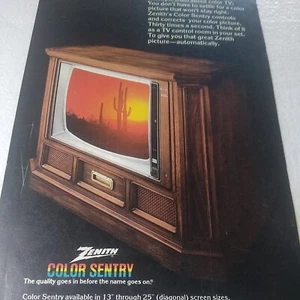 about color TV:
You don't have to settle for a color
picture that won't stay right.
Zenith's Color Sentry controls
and corrects your color picture.
Thirty times a second. Think of it
as a TV control room in your set.
To give you that great Zenith
picture—automatically.
ZENITH
COLOR SENTRY
The quality goes in before the name goes on.®
Color Sentry available in 13" through 25" (diagonal) screen sizes.